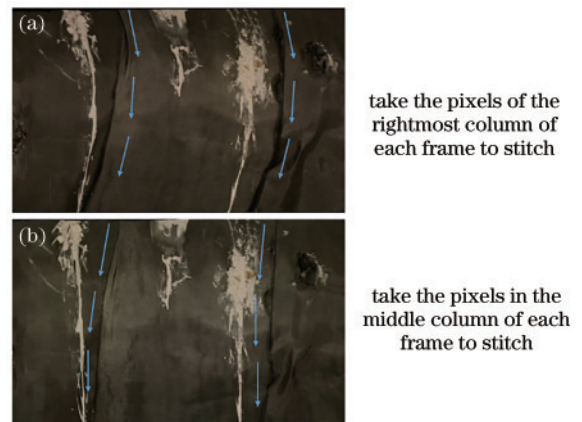 (a)
take the pixels of the
rightmost column of
each frame to stitch
(b)
take the pixels in the
middle column of each
frame to stitch